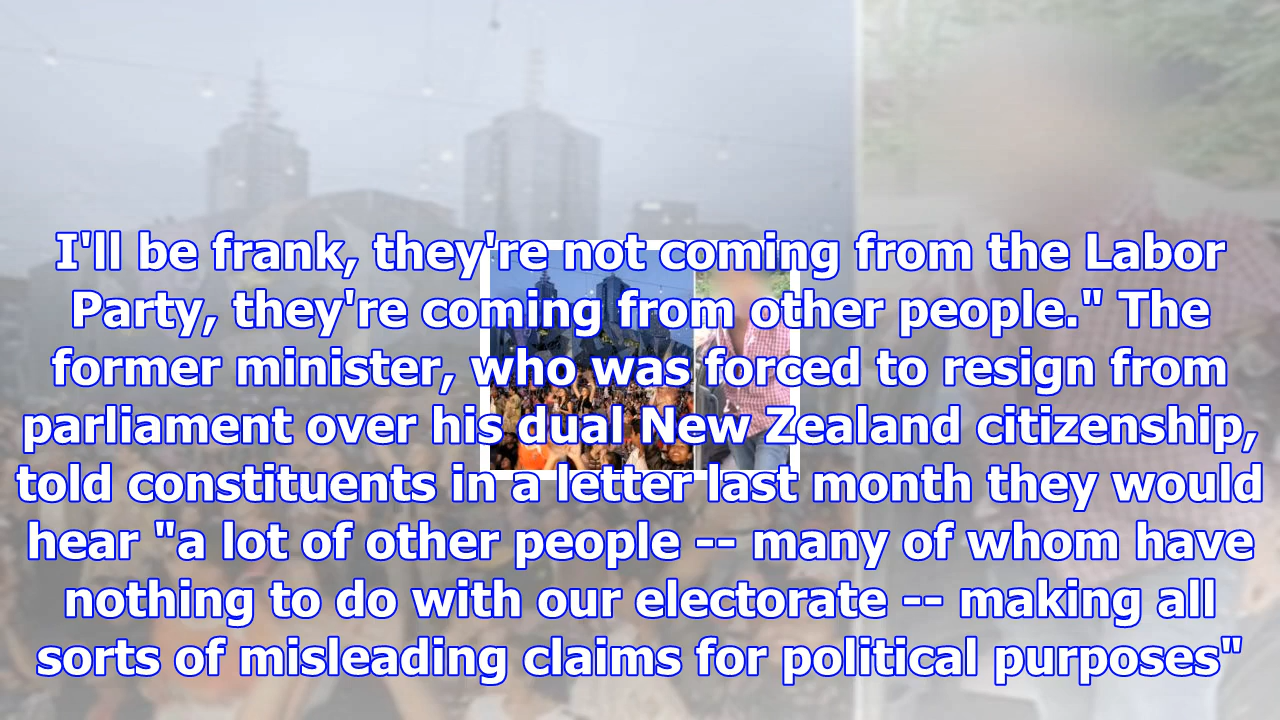 I'll be frank, they're not coming from the Labor
Party, they're coming from other people." The
former minister, who was forced to resign from
parliament over his dual New Zealand citizenship,
told constituents in a letter last month they would
hear "a lot of other people -- many of whom have
nothing to do with our electorate -- making all
sorts of misleading claims for political purposes"